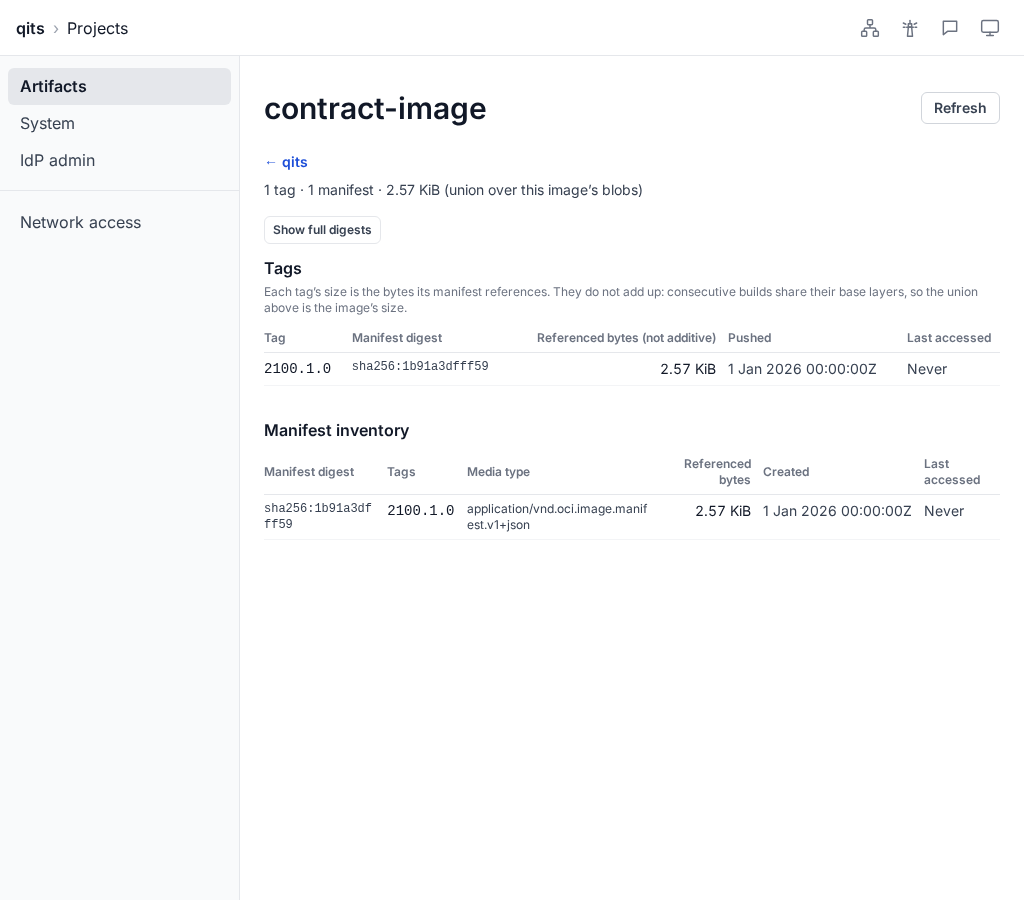 qits › Projects
Artifacts
System
IdP admin
Network access
contract-image
Refresh
← qits
1 tag · 1 manifest · 2.57 KiB (union over this image’s blobs)
Show full digests
Tags
Each tag’s size is the bytes its manifest references. They do not add up: consecutive builds share their base layers, so the union
above is the image’s size.
Tag Manifest digest Referenced bytes (not additive) Pushed Last accessed
2100.1.0 sha256:1b91a3dfff59 2.57 KiB 1 Jan 2026 00:00:00Z Never
Manifest inventory
Manifest digest Tags Media type Referenced bytes Created Last accessed
sha256:1b91a3df 2100.1.0 application/vnd.oci.image.manif 2.57 KiB 1 Jan 2026 00:00:00Z Never
ff59 est.v1+json